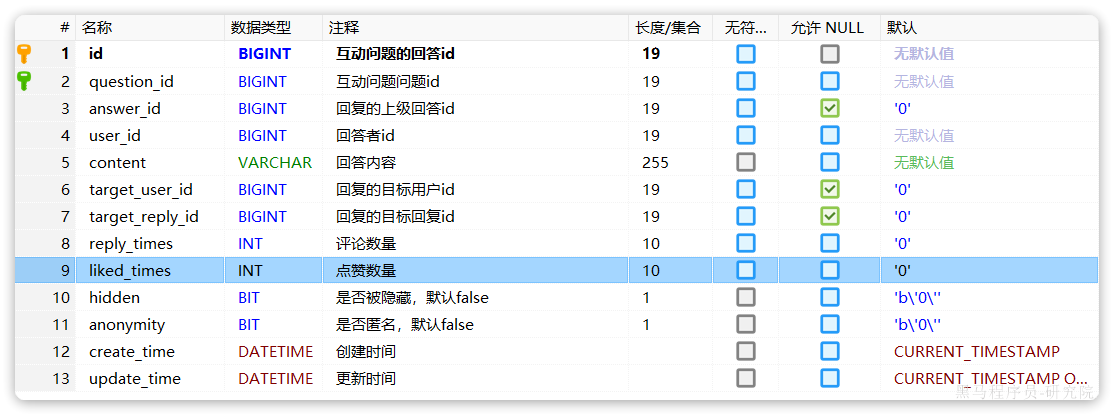 # 名称 数据类型 注释 长度/集合 无符... 允许 NULL 默认
1 id BIGINT 互动问题的回答id 19 无默认值
2 question_id BIGINT 互动问题问题id 19 无默认值
3 answer_id BIGINT 回复的上级回答id 19 '0'
4 user_id BIGINT 回答者id 19 无默认值
5 content VARCHAR 回答内容 255 无默认值
6 target_user_id BIGINT 回复的目标用户id 19 '0'
7 target_reply_id BIGINT 回复的目标回复id 19 '0'
8 reply_times INT 评论数量 10 '0'
9 liked_times INT 点赞数量 10 '0'
10 hidden BIT 是否被隐藏，默认false 1 'b\'0\''
11 anonymity BIT 是否匿名，默认false 1 'b\'0\''
12 create_time DATETIME 创建时间 CURRENT_TIMESTAMP
13 update_time DATETIME 更新时间 CURRENT_TIMESTAMP O...
黑马程序员-研究院